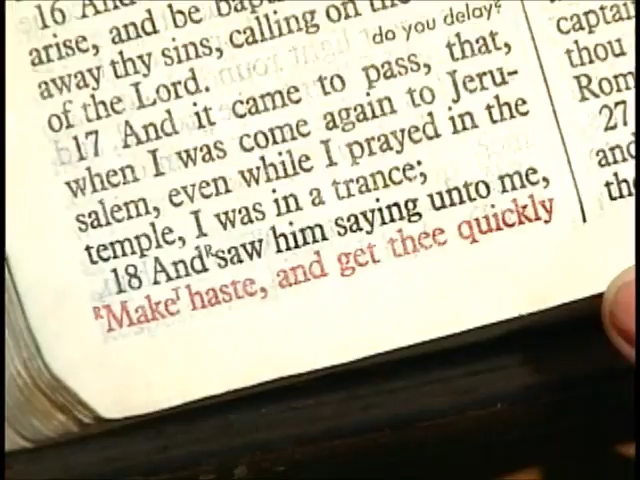 16 And
arise, and be bap
away thy sins, calling on the
of the Lord.
do you delay?
17 And it came to pass, that,
when I was come again to Jeru-
salem, even while I prayed in the
temple, I was in a trance;
18 And R saw him saying unto me,
R Make T haste, and get thee quickly
captai
thou
Rom
27
and
the